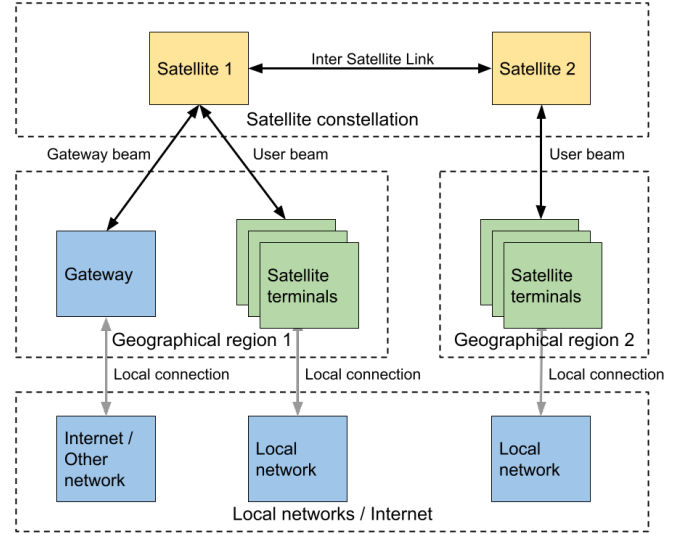 Satellite 1
Inter Satellite Link
Satellite 2
Satellite constellation
Gateway beam
User beam
User beam
Gateway
Satellite
terminals
Satellite
terminals
Geographical region 1
Geographical region 2
Local connection
Local connection
Local connection
Internet /
Other
network
Local
network
Local
network
Local networks / Internet